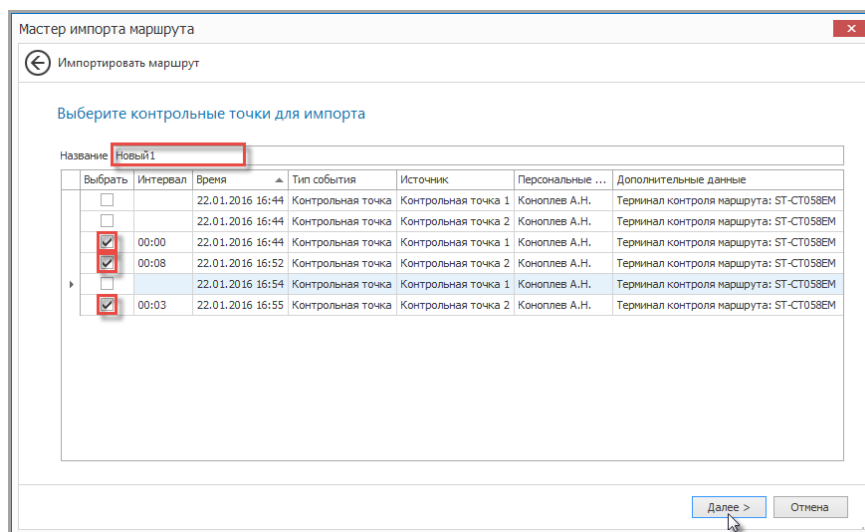 Мастер импорта маршрута
Импортировать маршрут
Выберите контрольные точки для импорта
Название Новый1
Выбрать Интервал Время Тип события Источник Персональные ... Дополнительные данные
22.01.2016 16:44 Контрольная точка Контрольная точка 1 Коноплев А.Н. Терминал контроля маршрута: ST-CT058EM
22.01.2016 16:44 Контрольная точка Контрольная точка 2 Коноплев А.Н. Терминал контроля маршрута: ST-CT058EM
00:00 22.01.2016 16:44 Контрольная точка Контрольная точка 1 Коноплев А.Н. Терминал контроля маршрута: ST-CT058EM
00:08 22.01.2016 16:52 Контрольная точка Контрольная точка 2 Коноплев А.Н. Терминал контроля маршрута: ST-CT058EM
22.01.2016 16:54 Контрольная точка Контрольная точка 1 Коноплев А.Н. Терминал контроля маршрута: ST-CT058EM
00:03 22.01.2016 16:55 Контрольная точка Контрольная точка 2 Коноплев А.Н. Терминал контроля маршрута: ST-CT058EM
Далее > Отмена